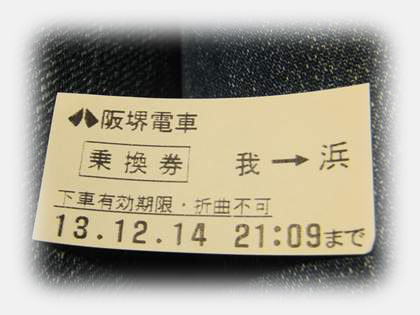 阪堺電車
乗換券 我→浜
下車有効期限・折曲不可
13.12.14 21:09まで